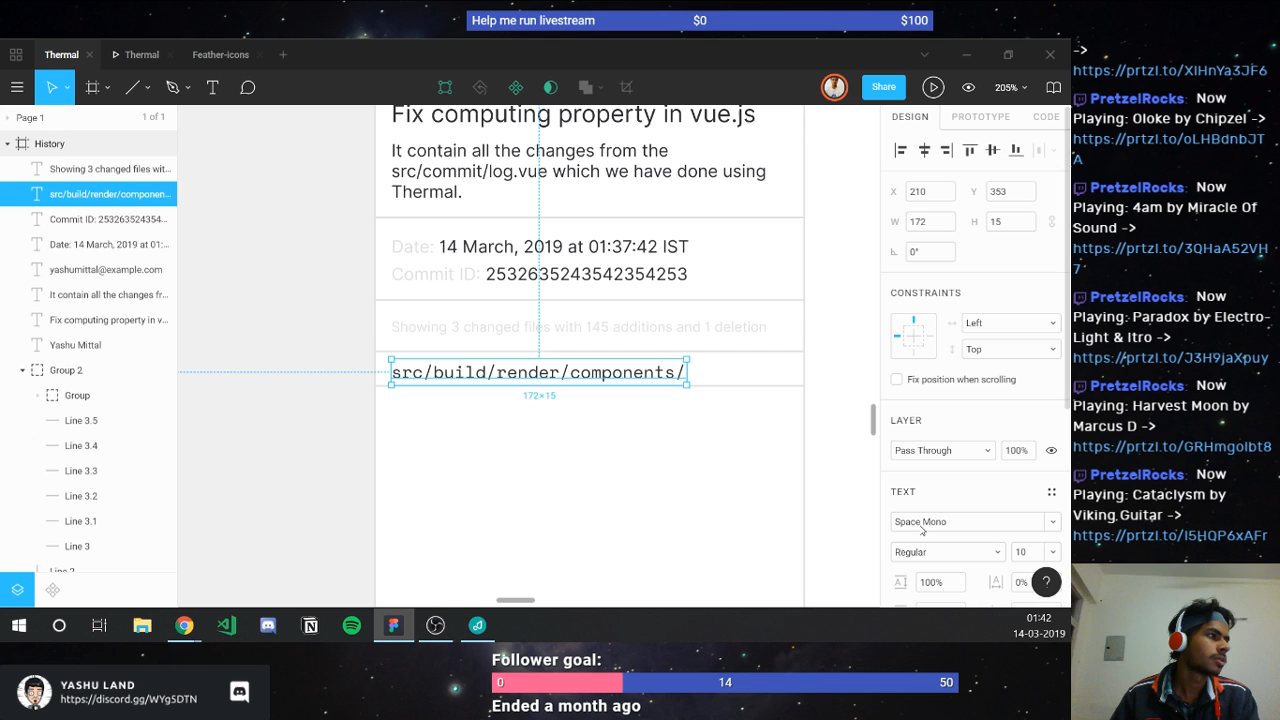 Help me run livestream $0 $100
Thermal
Thermal
Feather-icons
Share
205%
Page 1
1 of 1
History
Showing 3 changed files wit...
src/build/render/componen...
Commit ID: 253263524354...
Date: 14 March, 2019 at 01:...
yashumittal@example.com
It contain all the changes fr...
Fix computing property in v...
Yashu Mittal
Group 2
Group
Line 3.5
Line 3.4
Line 3.3
Line 3.2
Line 3.1
Line 3
Line 2
Fix computing property in vue.js
It contain all the changes from the
src/commit/log.vue which we have done using
Thermal.
Date: 14 March, 2019 at 01:37:42 IST
Commit ID: 2532635243542354253
Showing 3 changed files with 145 additions and 1 deletion
src/build/render/components/
172×15
DESIGN PROTOTYPE CODE
X 210 Y 353
W 172 H 15
0°
CONSTRAINTS
Left
Top
Fix position when scrolling
LAYER
Pass Through 100%
TEXT
Space Mono
Regular 10
100% 0%
?
01:42
14-03-2019
->
https://prtzl.to/XIHnYa3JF6
PretzelRocks: Now
Playing: Oloke by Chipzel ->
https://prtzl.to/oLHBdnbJT
A
PretzelRocks: Now
Playing: 4am by Miracle Of
Sound ->
https://prtzl.to/3QHaA52VH
7
PretzelRocks: Now
Playing: Paradox by Electro-
Light & Itro ->
https://prtzl.to/J3H9jaXpuy
PretzelRocks: Now
Playing: Harvest Moon by
Marcus D ->
https://prtzl.to/GRHmgoIbt8
PretzelRocks: Now
Playing: Cataclysm by
Viking Guitar ->
https://prtzl.to/I5HQP6xAFr
YASHU LAND
https://discord.gg/WYg5DTN
Follower goal:
0 14 50
Ended a month ago